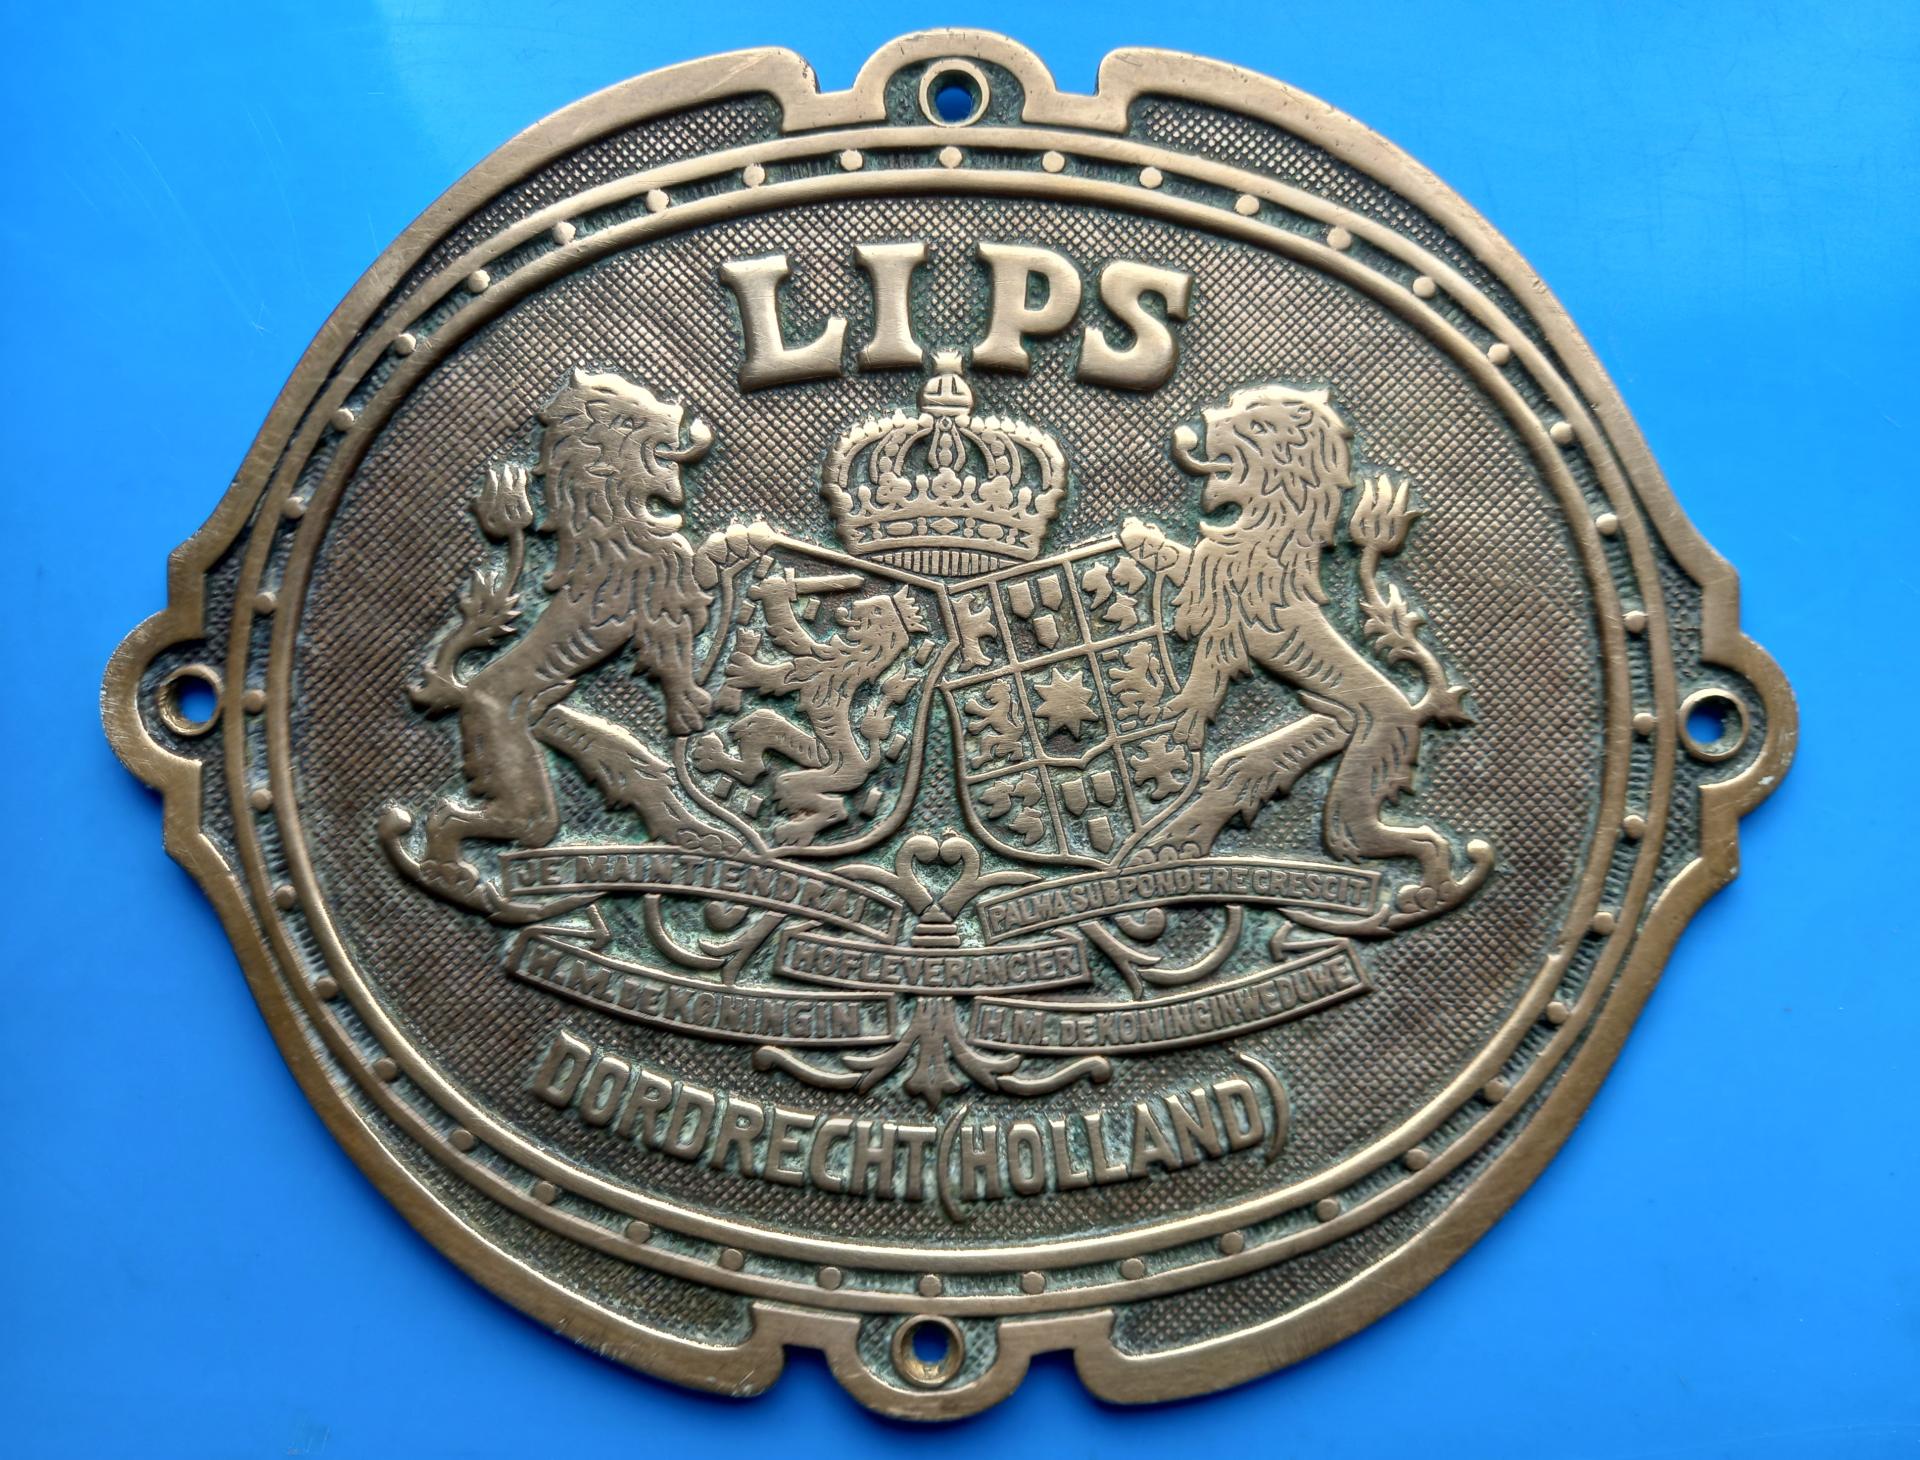 LIPS
JE MAINTIENDRAI
PALMA SUB PONDERE CRESCIT
HOFLEVERANCIER
H.M. DE KONINGIN
H.M. DE KONINGIN WEDUWE
DORDRECHT (HOLLAND)